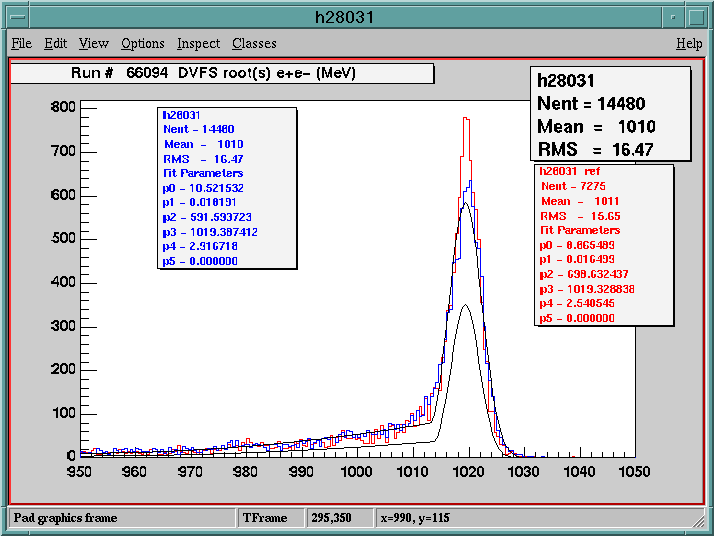 h28031
File Edit View Options Inspect Classes Help
Run # 66094 DVFS root(s) e+e- (MeV)
h28031
Nent = 14480
Mean = 1010
RMS = 16.47
h28031
Nent = 14480
Mean = 1010
RMS = 16.47
Fit Parameters
p0 = 10.521532
p1 = 0.018191
p2 = 591.593723
p3 = 1019.387412
p4 = 2.916718
p5 = 0.000000
h28031 ref
Nent = 7275
Mean = 1011
RMS = 15.65
Fit Parameters
p0 = 8.665489
p1 = 0.016499
p2 = 698.632437
p3 = 1019.328838
p4 = 2.540545
p5 = 0.000000
800
700
600
500
400
300
200
100
0
950 960 970 980 990 1000 1010 1020 1030 1040 1050
Pad graphics frame TFrame 295,350 x=990, y=115